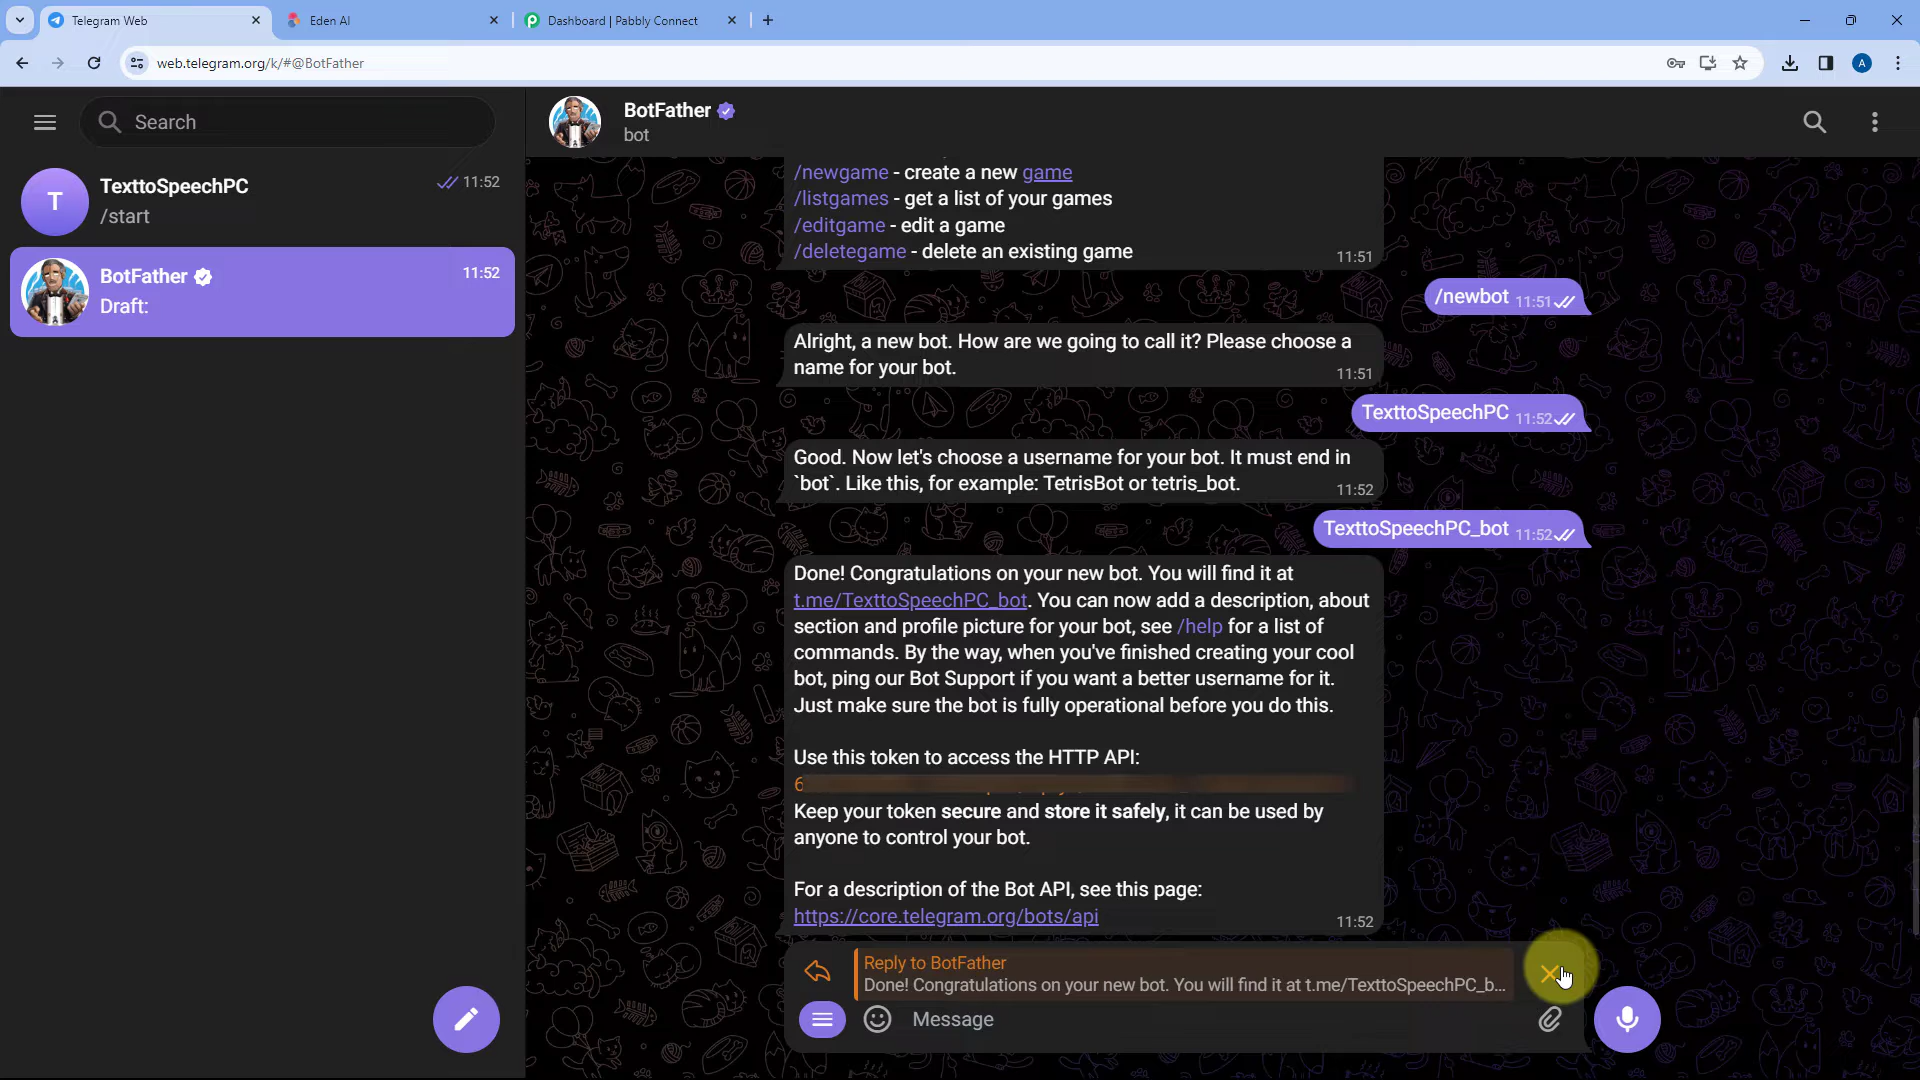 Telegram Web
Eden AI
Dashboard | Pabbly Connect
web.telegram.org/k/#@BotFather
A
Search
T
TexttoSpeechPC
11:52
/start
BotFather
11:52
Draft:
BotFather
bot
/newgame - create a new game
/listgames - get a list of your games
/editgame - edit a game
/deletegame - delete an existing game
11:51
/newbot 11:51
Alright, a new bot. How are we going to call it? Please choose a
name for your bot.
11:51
TexttoSpeechPC 11:52
Good. Now let's choose a username for your bot. It must end in
`bot`. Like this, for example: TetrisBot or tetris_bot.
11:52
TexttoSpeechPC_bot 11:52
Done! Congratulations on your new bot. You will find it at
t.me/TexttoSpeechPC_bot. You can now add a description, about
section and profile picture for your bot, see /help for a list of
commands. By the way, when you've finished creating your cool
bot, ping our Bot Support if you want a better username for it.
Just make sure the bot is fully operational before you do this.
Use this token to access the HTTP API:
6
Keep your token secure and store it safely, it can be used by
anyone to control your bot.
For a description of the Bot API, see this page:
https://core.telegram.org/bots/api
11:52
Reply to BotFather
Done! Congratulations on your new bot. You will find it at t.me/TexttoSpeechPC_b...
Message